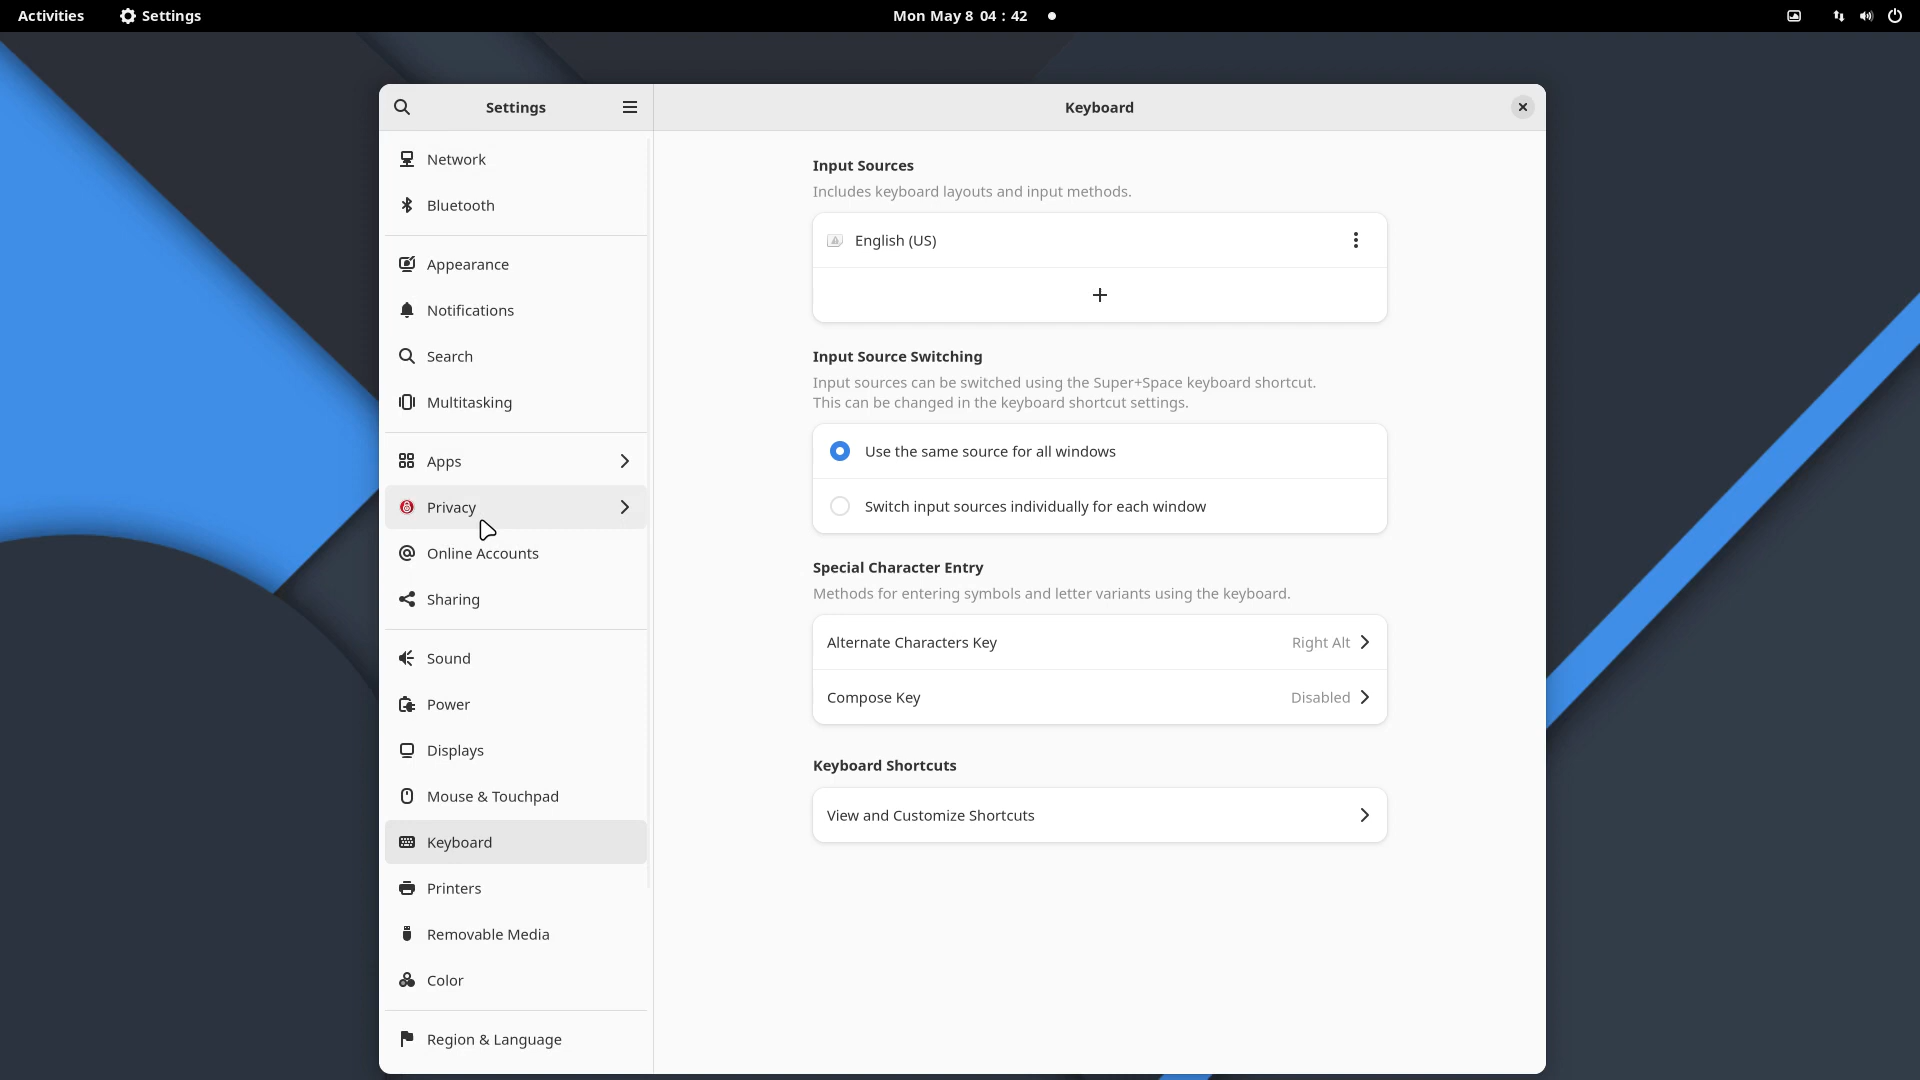 Activities
Settings
Mon May 8 04 : 42
Settings
Keyboard
Network
Bluetooth
Appearance
Notifications
Search
Multitasking
Apps
Privacy
Online Accounts
Sharing
Sound
Power
Displays
Mouse & Touchpad
Keyboard
Printers
Removable Media
Color
Region & Language
Input Sources
Includes keyboard layouts and input methods.
English (US)
Input Source Switching
Input sources can be switched using the Super+Space keyboard shortcut.
This can be changed in the keyboard shortcut settings.
Use the same source for all windows
Switch input sources individually for each window
Special Character Entry
Methods for entering symbols and letter variants using the keyboard.
Alternate Characters Key Right Alt
Compose Key Disabled
Keyboard Shortcuts
View and Customize Shortcuts